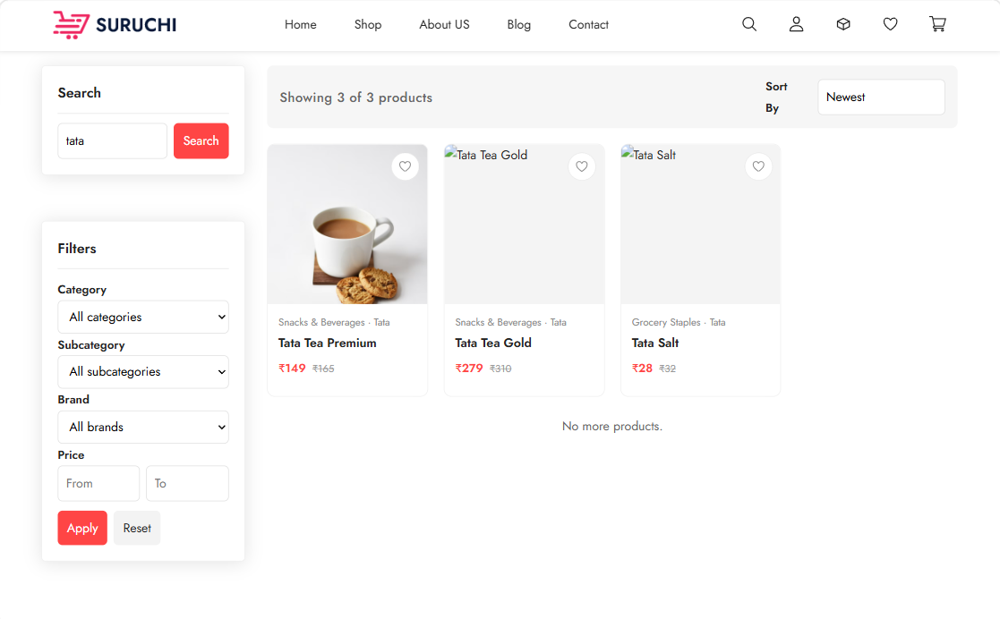 SURUCHI
Home Shop About US Blog Contact
Search
tata
Search
Filters
Category
All categories
Subcategory
All subcategories
Brand
All brands
Price
From To
Apply Reset
Showing 3 of 3 products
Sort By
Newest
Snacks & Beverages · Tata
Tata Tea Premium
₹149 ₹165
Tata Tea Gold
Snacks & Beverages · Tata
Tata Tea Gold
₹279 ₹310
Tata Salt
Grocery Staples · Tata
Tata Salt
₹28 ₹32
No more products.